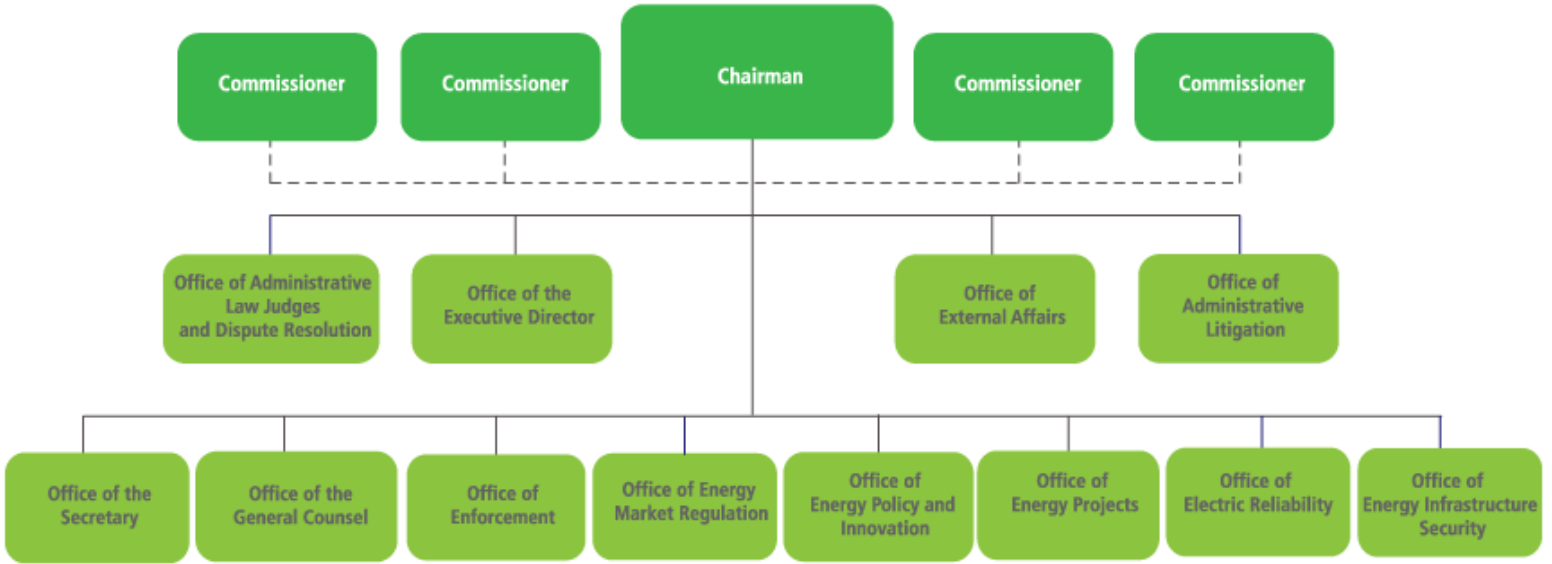 Commissioner
Commissioner
Chairman
Commissioner
Commissioner
Office of Administrative
Law Judges
and Dispute Resolution
Office of the
Executive Director
Office of
External Affairs
Office of
Administrative
Litigation
Office of the
Secretary
Office of the
General Counsel
Office of
Enforcement
Office of Energy
Market Regulation
Office of
Energy Policy and
Innovation
Office of
Energy Projects
Office of
Electric Reliability
Office of
Energy Infrastructure
Security